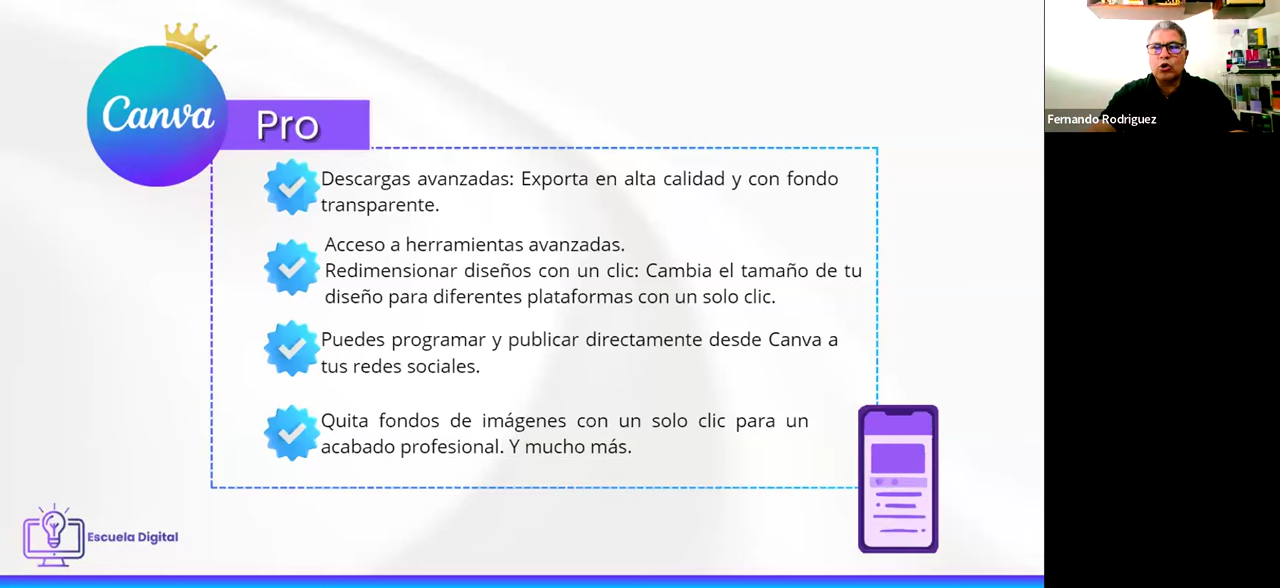 Canva
Pro
Fernando Rodriguez
Descargas avanzadas: Exporta en alta calidad y con fondo
transparente.
Acceso a herramientas avanzadas.
Redimensionar diseños con un clic: Cambia el tamaño de tu
diseño para diferentes plataformas con un solo clic.
Puedes programar y publicar directamente desde Canva a
tus redes sociales.
Quita fondos de imágenes con un solo clic para un
acabado profesional. Y mucho más.
Escuela Digital